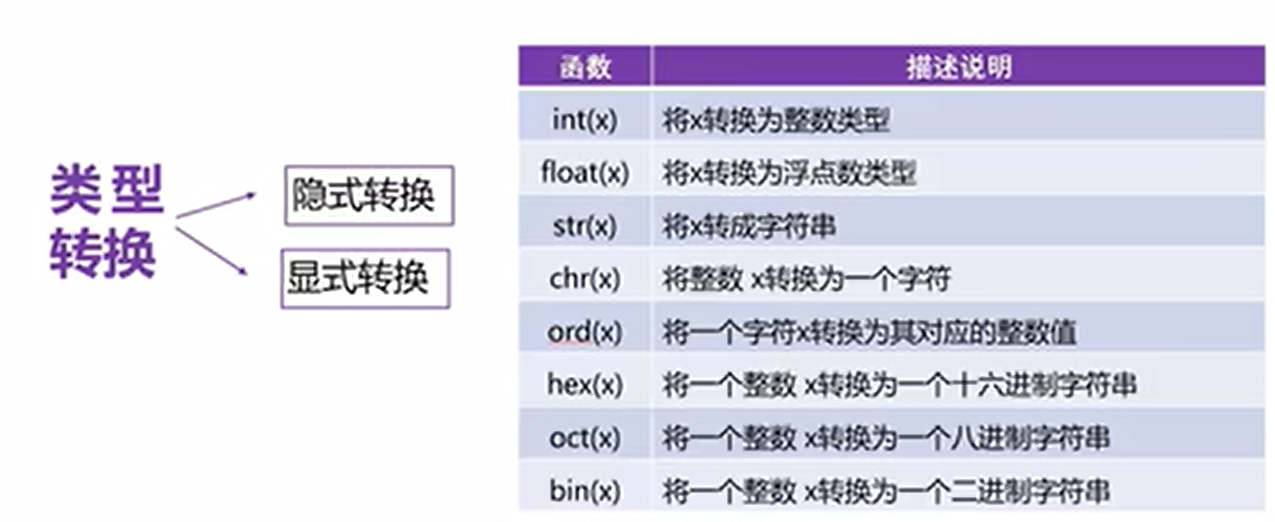 类型
转换
隐式转换
显式转换
函数 描述说明
int(x) 将x转换为整数类型
float(x) 将x转换为浮点数类型
str(x) 将x转成字符串
chr(x) 将整数 x转换为一个字符
ord(x) 将一个字符x转换为其对应的整数值
hex(x) 将一个整数 x转换为一个十六进制字符串
oct(x) 将一个整数 x转换为一个八进制字符串
bin(x) 将一个整数 x转换为一个二进制字符串